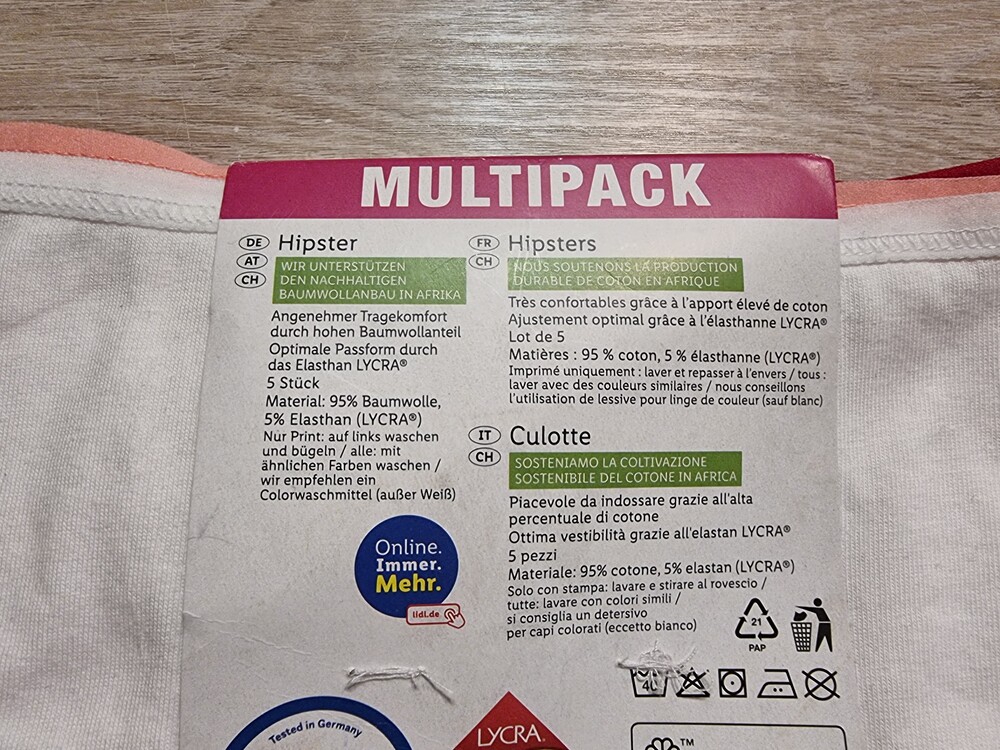 MULTIPACK
DE Hipster
AT
CH
WIR UNTERSTÜTZEN
DEN NACHHALTIGEN
BAUMWOLLANBAU IN AFRIKA
Angenehmer Tragekomfort
durch hohen Baumwollanteil
Optimale Passform durch
das Elasthan LYCRA®
5 Stück
Material: 95% Baumwolle,
5% Elasthan (LYCRA®)
Nur Print: auf links waschen
und bügeln / alle: mit
ähnlichen Farben waschen /
wir empfehlen ein
Colorwaschmittel (außer Weiß)
Online.
Immer.
Mehr.
lidl.de
Tested in Germany
FR Hipsters
CH
NOUS SOUTENONS LA PRODUCTION
DURABLE DE COTON EN AFRIQUE
Très confortables grâce à l'apport élevé de coton
Ajustement optimal grâce à l'élasthanne LYCRA®
Lot de 5
Matières : 95 % coton, 5 % élasthanne (LYCRA®)
Imprimé uniquement : laver et repasser à l'envers / tous :
laver avec des couleurs similaires / nous conseillons
l'utilisation de lessive pour linge de couleur (sauf blanc)
IT Culotte
CH
SOSTENIAMO LA COLTIVAZIONE
SOSTENIBILE DEL COTONE IN AFRICA
Piacevole da indossare grazie all'alta
percentuale di cotone
Ottima vestibilità grazie all'elastan LYCRA®
5 pezzi
Materiale: 95% cotone, 5% elastan (LYCRA®)
Solo con stampa: lavare e stirare al rovescio /
tutte: lavare con colori simili /
si consiglia un detersivo
per capi colorati (eccetto bianco)
21
PAP
40
LYCRA.
TM